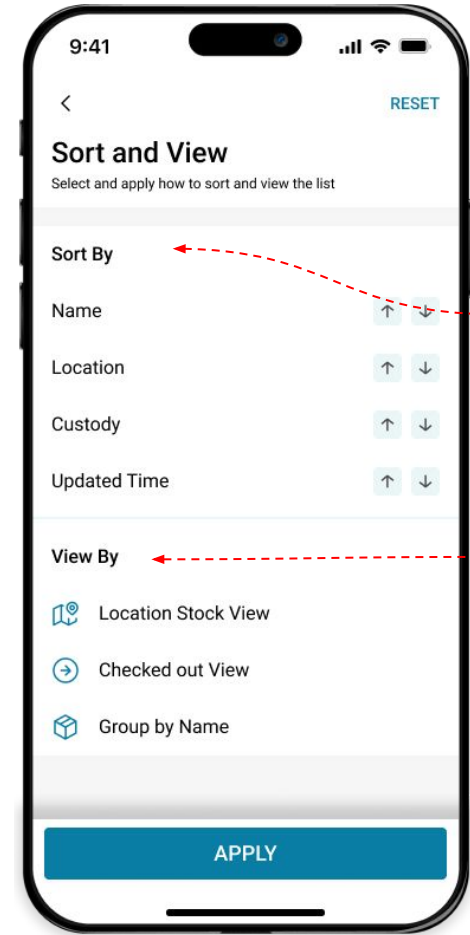 9:41
RESET
Sort and View
Select and apply how to sort and view the list
Sort By
Name
Location
Custody
Updated Time
View By
Location Stock View
Checked out View
Group by Name
APPLY